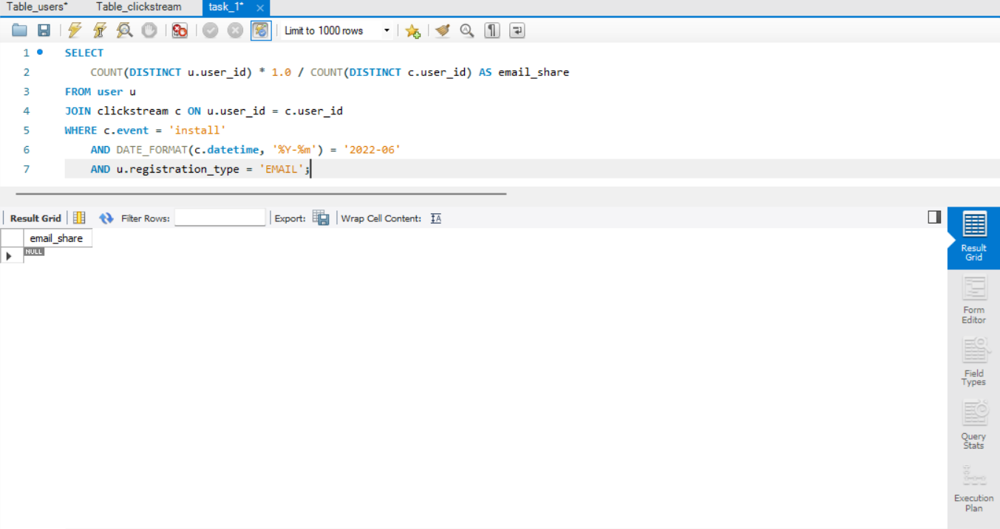 Table_users* Table_clickstream task_1* ×
Limit to 1000 rows
1 SELECT
2 COUNT(DISTINCT u.user_id) * 1.0 / COUNT(DISTINCT c.user_id) AS email_share
3 FROM user u
4 JOIN clickstream c ON u.user_id = c.user_id
5 WHERE c.event = 'install'
6 AND DATE_FORMAT(c.datetime, '%Y-%m') = '2022-06'
7 AND u.registration_type = 'EMAIL';
Result Grid Filter Rows: Export: Wrap Cell Content: IA
email_share
NULL
Result
Grid
Form
Editor
Field
Types
Query
Stats
Execution
Plan